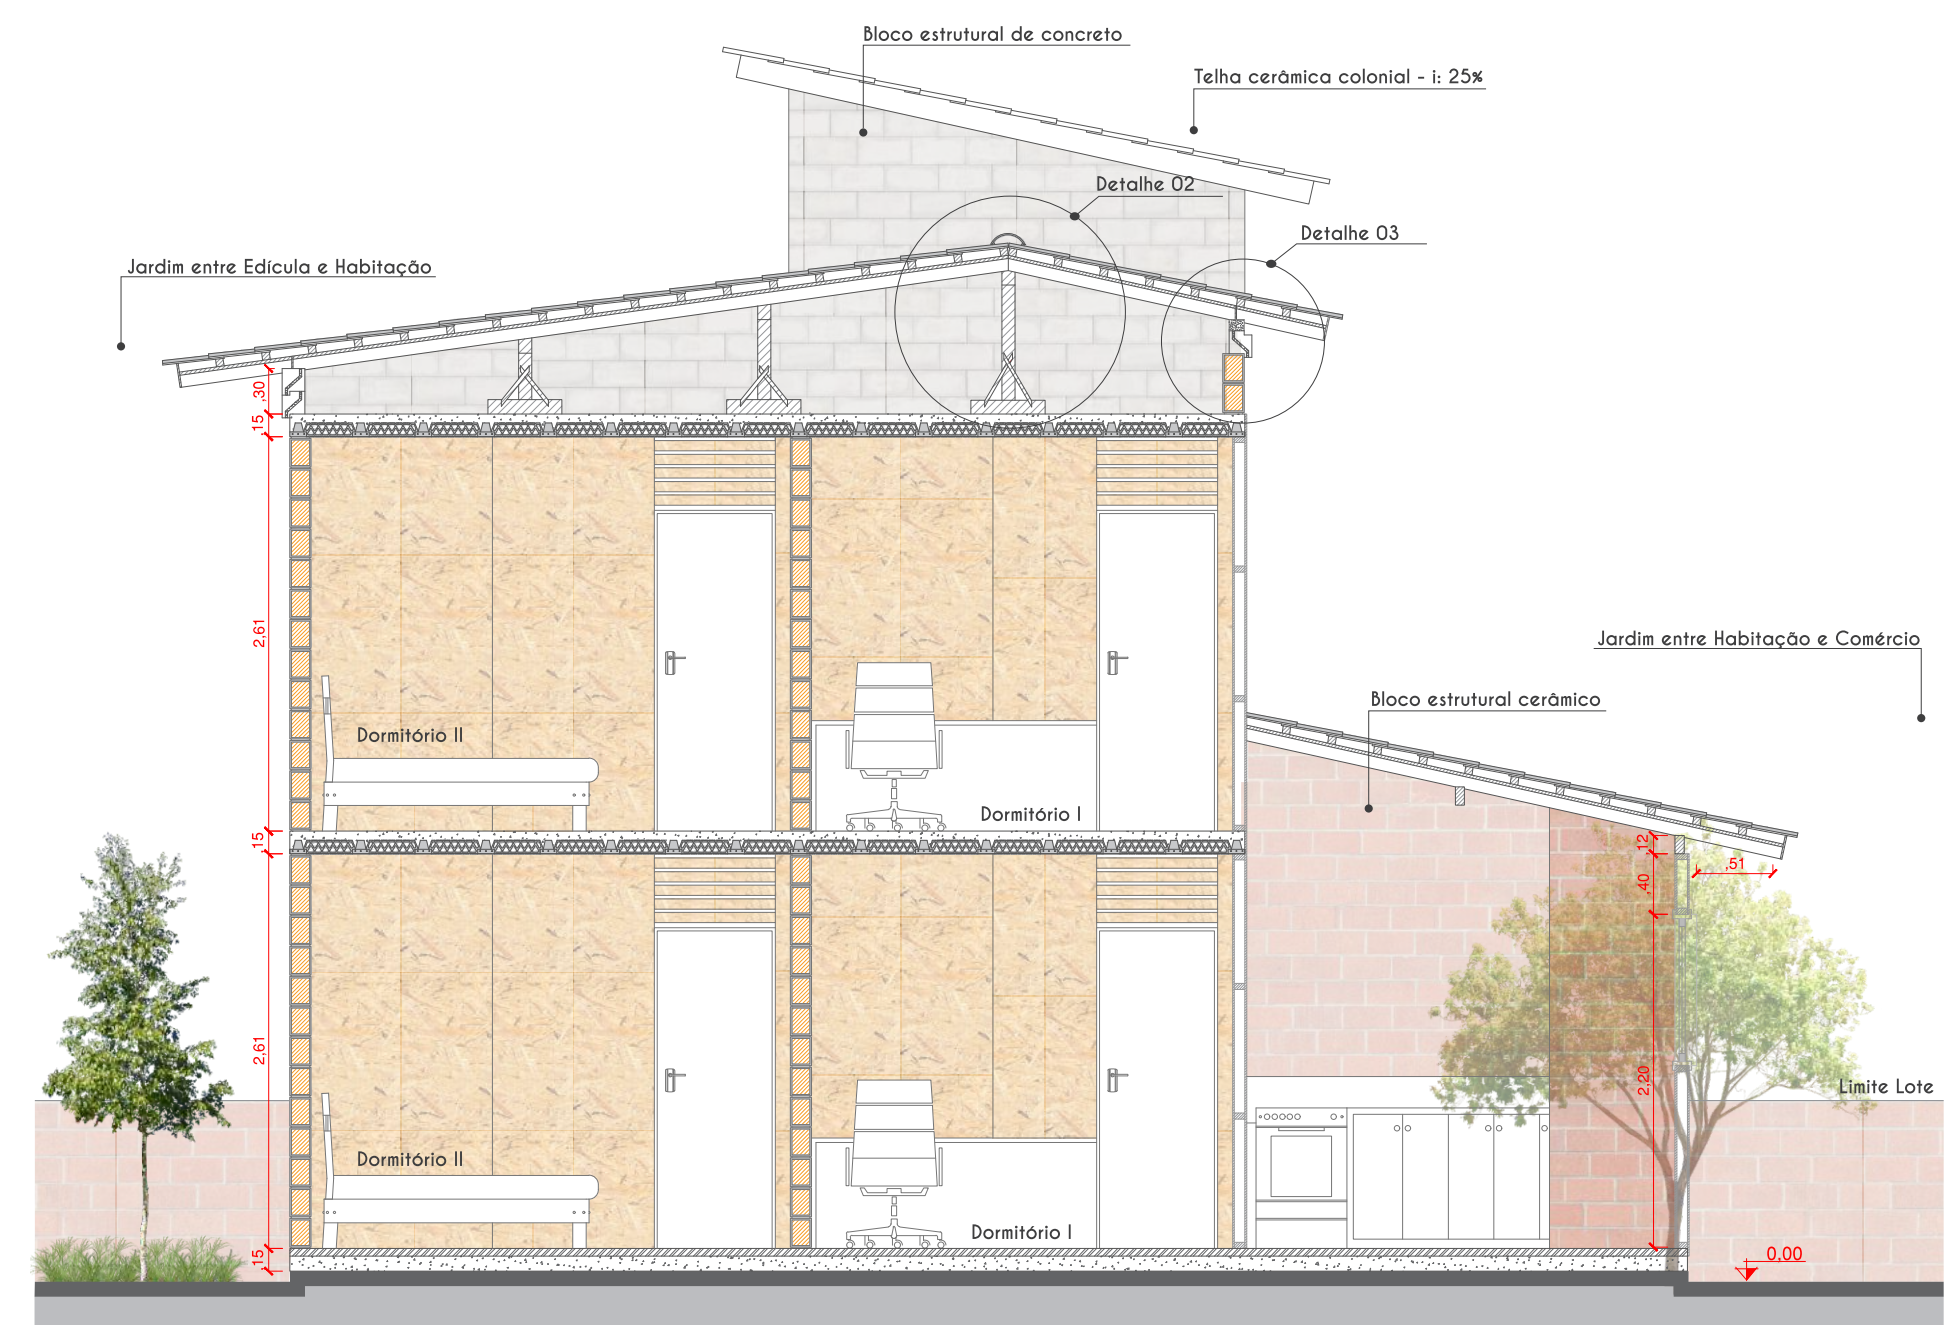 Bloco estrutural de concreto
Telha cerâmica colonial - i: 25%
Detalhe 02
Detalhe 03
Jardim entre Edícula e Habitação
,30
15
2,61
Jardim entre Habitação e Comércio
Bloco estrutural cerâmico
Dormitório II
Dormitório I
,15
12
,40
,51
2,61
2,20
Limite Lote
Dormitório II
Dormitório I
15
0,00